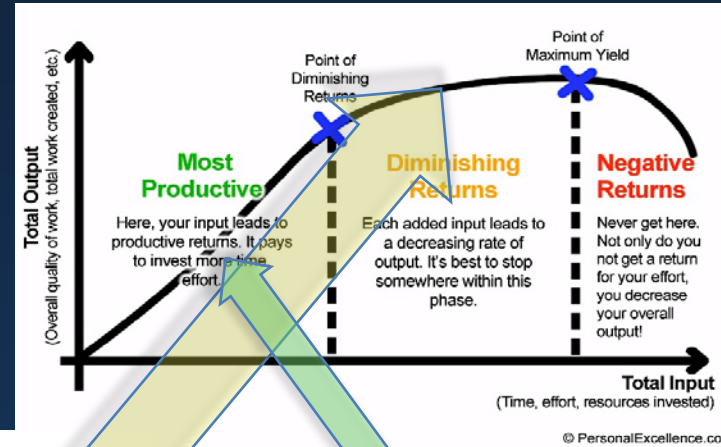 Point of
Diminishing
Returns
Point of
Maximum Yield
Total Output
(Overall quality of work, total work created, etc.)
Most
Productive
Here, your input leads to
productive returns. It pays
to invest more time,
effort.
Diminishing
Returns
Each added input leads to
a decreasing rate of
output. It's best to stop
somewhere within this
phase.
Negative
Returns
Never get here.
Not only do you
not get a return
for your effort,
you decrease
your overall
output!
Total Input
(Time, effort, resources invested)
© PersonalExcellence.co